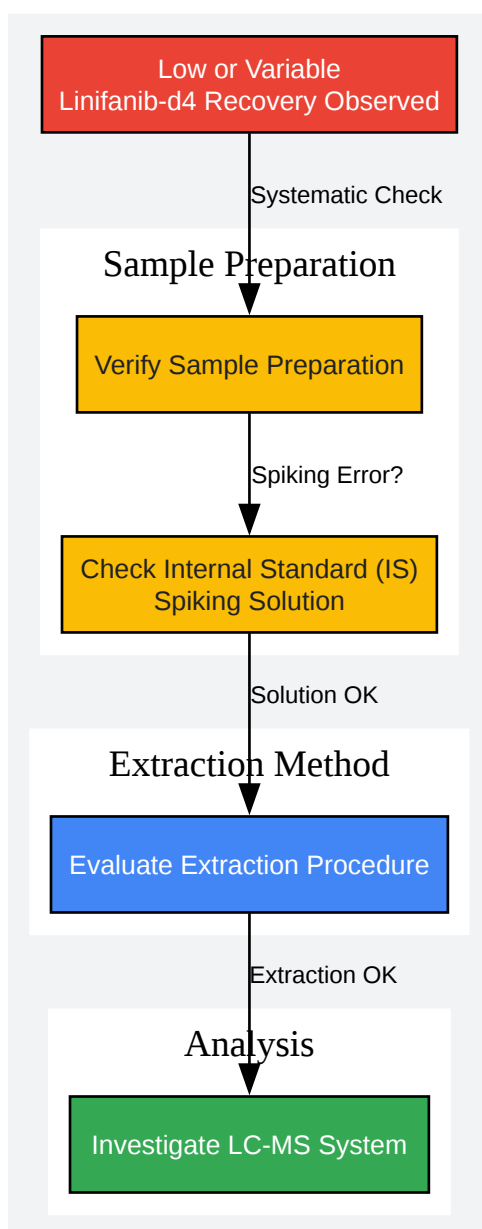 Low or Variable
Linifanib-d4 Recovery Observed
Systematic Check
Sample Preparation
Verify Sample Preparation
Spiking Error?
Check Internal Standard (IS)
Spiking Solution
Solution OK
Extraction Method
Evaluate Extraction Procedure
Extraction OK
Analysis
Investigate LC-MS System